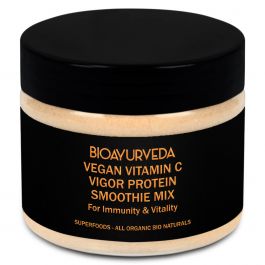 BIOAYURVEDA
VEGAN VITAMIN C
VIGOR PROTEIN
SMOOTHIE MIX
For Immunity & Vitality
SUPERFOODS - ALL ORGANIC BIO NATURALS